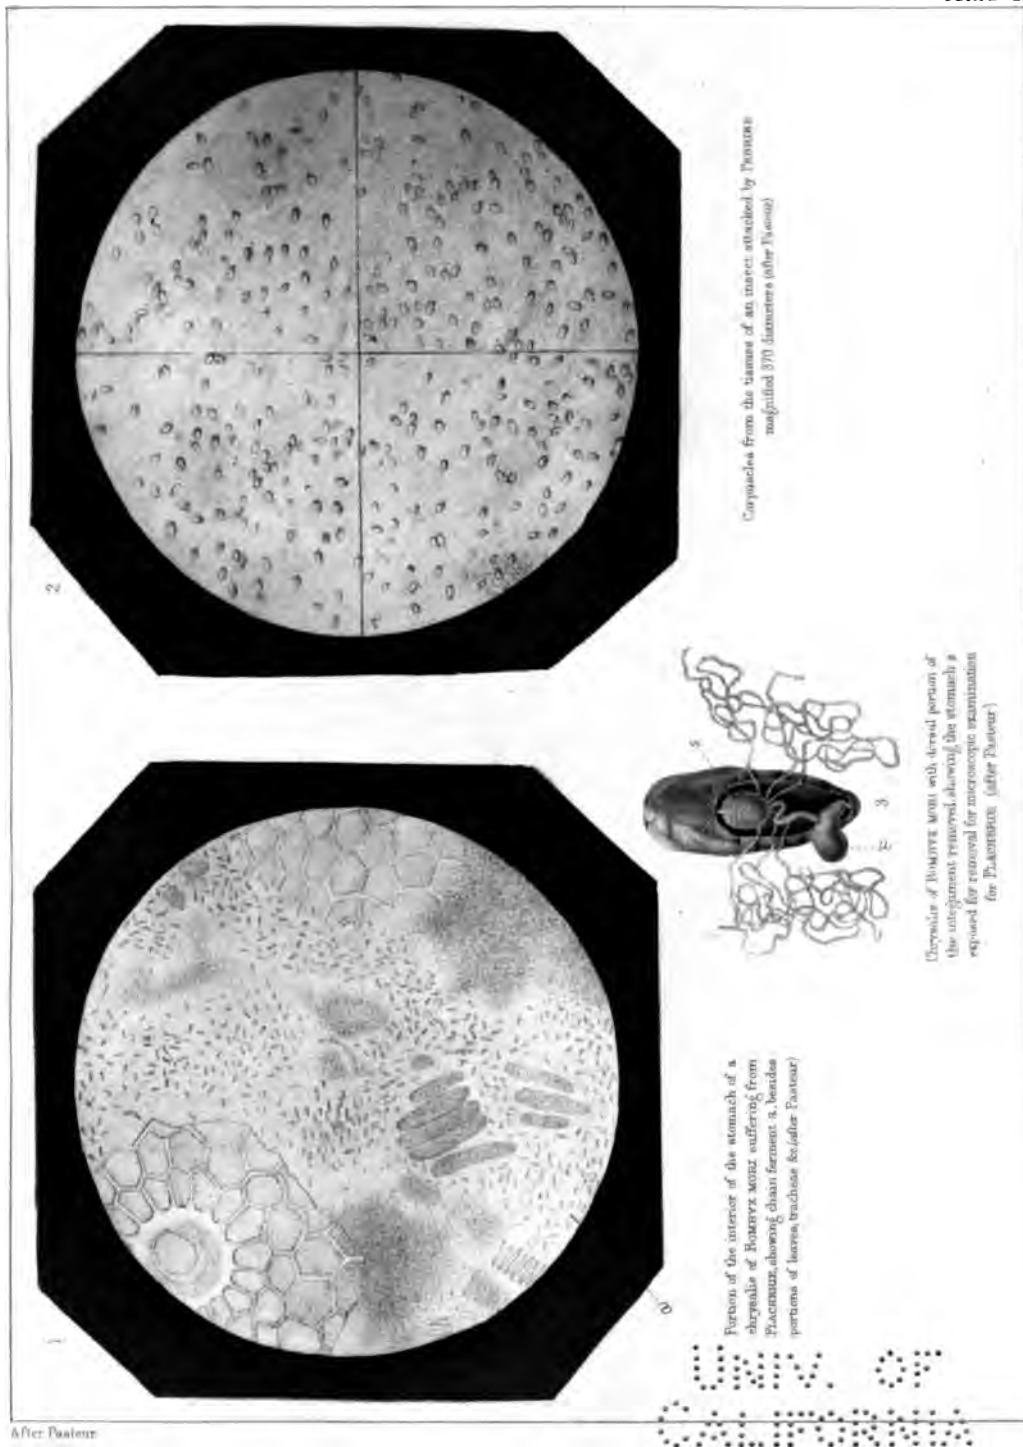 1
a
Portion of the interior of the stomach of a
chrysalis of BOMBYX MORI suffering from
FLACHERIE, showing chain ferment a, besides
portions of leaves, tracheae &c (after Pasteur)
2
Corpuscles from the tissues of an insect attacked by PEBRINE
magnified 370 diameters (after Pasteur)
s
3
Chrysalis of BOMBYX MORI with dorsal portion of
the integument removed, showing the stomach s
exposed for removal for microscopic examination
for FLACHERIE (after Pasteur)
After Pasteur
UNIV. OF
CALIFORNIA